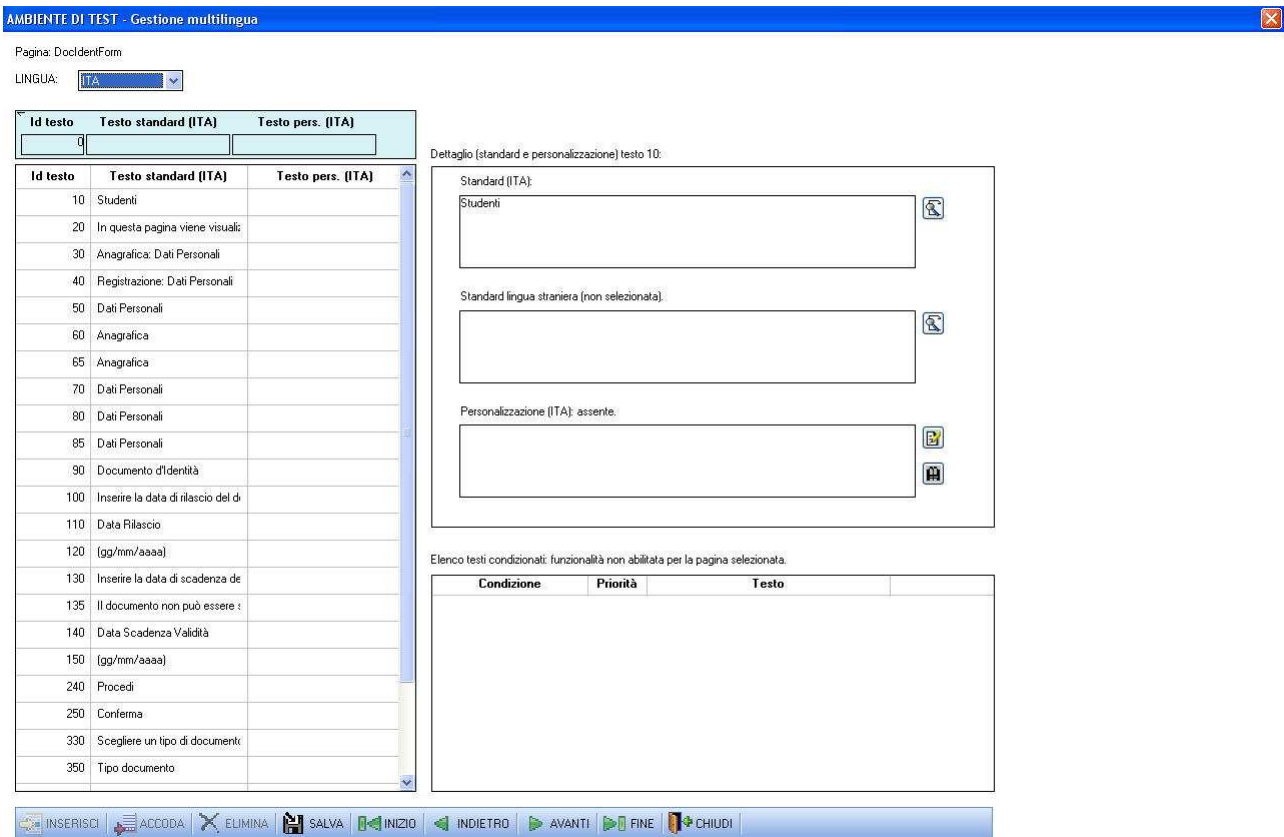 AMBIENTE DI TEST - Gestione multilingua
Pagina: DocIdentForm
LINGUA: ITA
Id testo Testo standard (ITA) Testo pers. (ITA)
0
Id testo Testo standard (ITA) Testo pers. (ITA)
10 Studenti
20 In questa pagina viene
30 Anagrafica: Dati Personali
40 Registrazione: Dati Personali
50 Dati Personali
60 Anagrafica
65 Anagrafica
70 Dati Personali
80 Dati Personali
85 Dati Personali
90 Documento d'Identità
100 Inserire la data di rilascio del
110 Data Rilascio
120 (gg/mm/aaaa)
130 Inserire la data di scadenza de
135 Il documento non può essere
140 Data Scadenza Validità
150 (gg/mm/aaaa)
240 Procedi
250 Conferma
330 Scegliere un tipo di
350 Tipo documento
Dettaglio (standard e personalizzazione) testo 10:
Standard (ITA):
Studenti
Standard lingua straniera (non selezionata).
Personalizzazione (ITA): assente.
Elenco testi condizionati: funzionalità non abilitata per la pagina selezionata.
Condizione Priorità Testo
INSERISCI ACCODA ELIMINA SALVA INIZIO INDIETRO AVANTI FINE CHIUDI